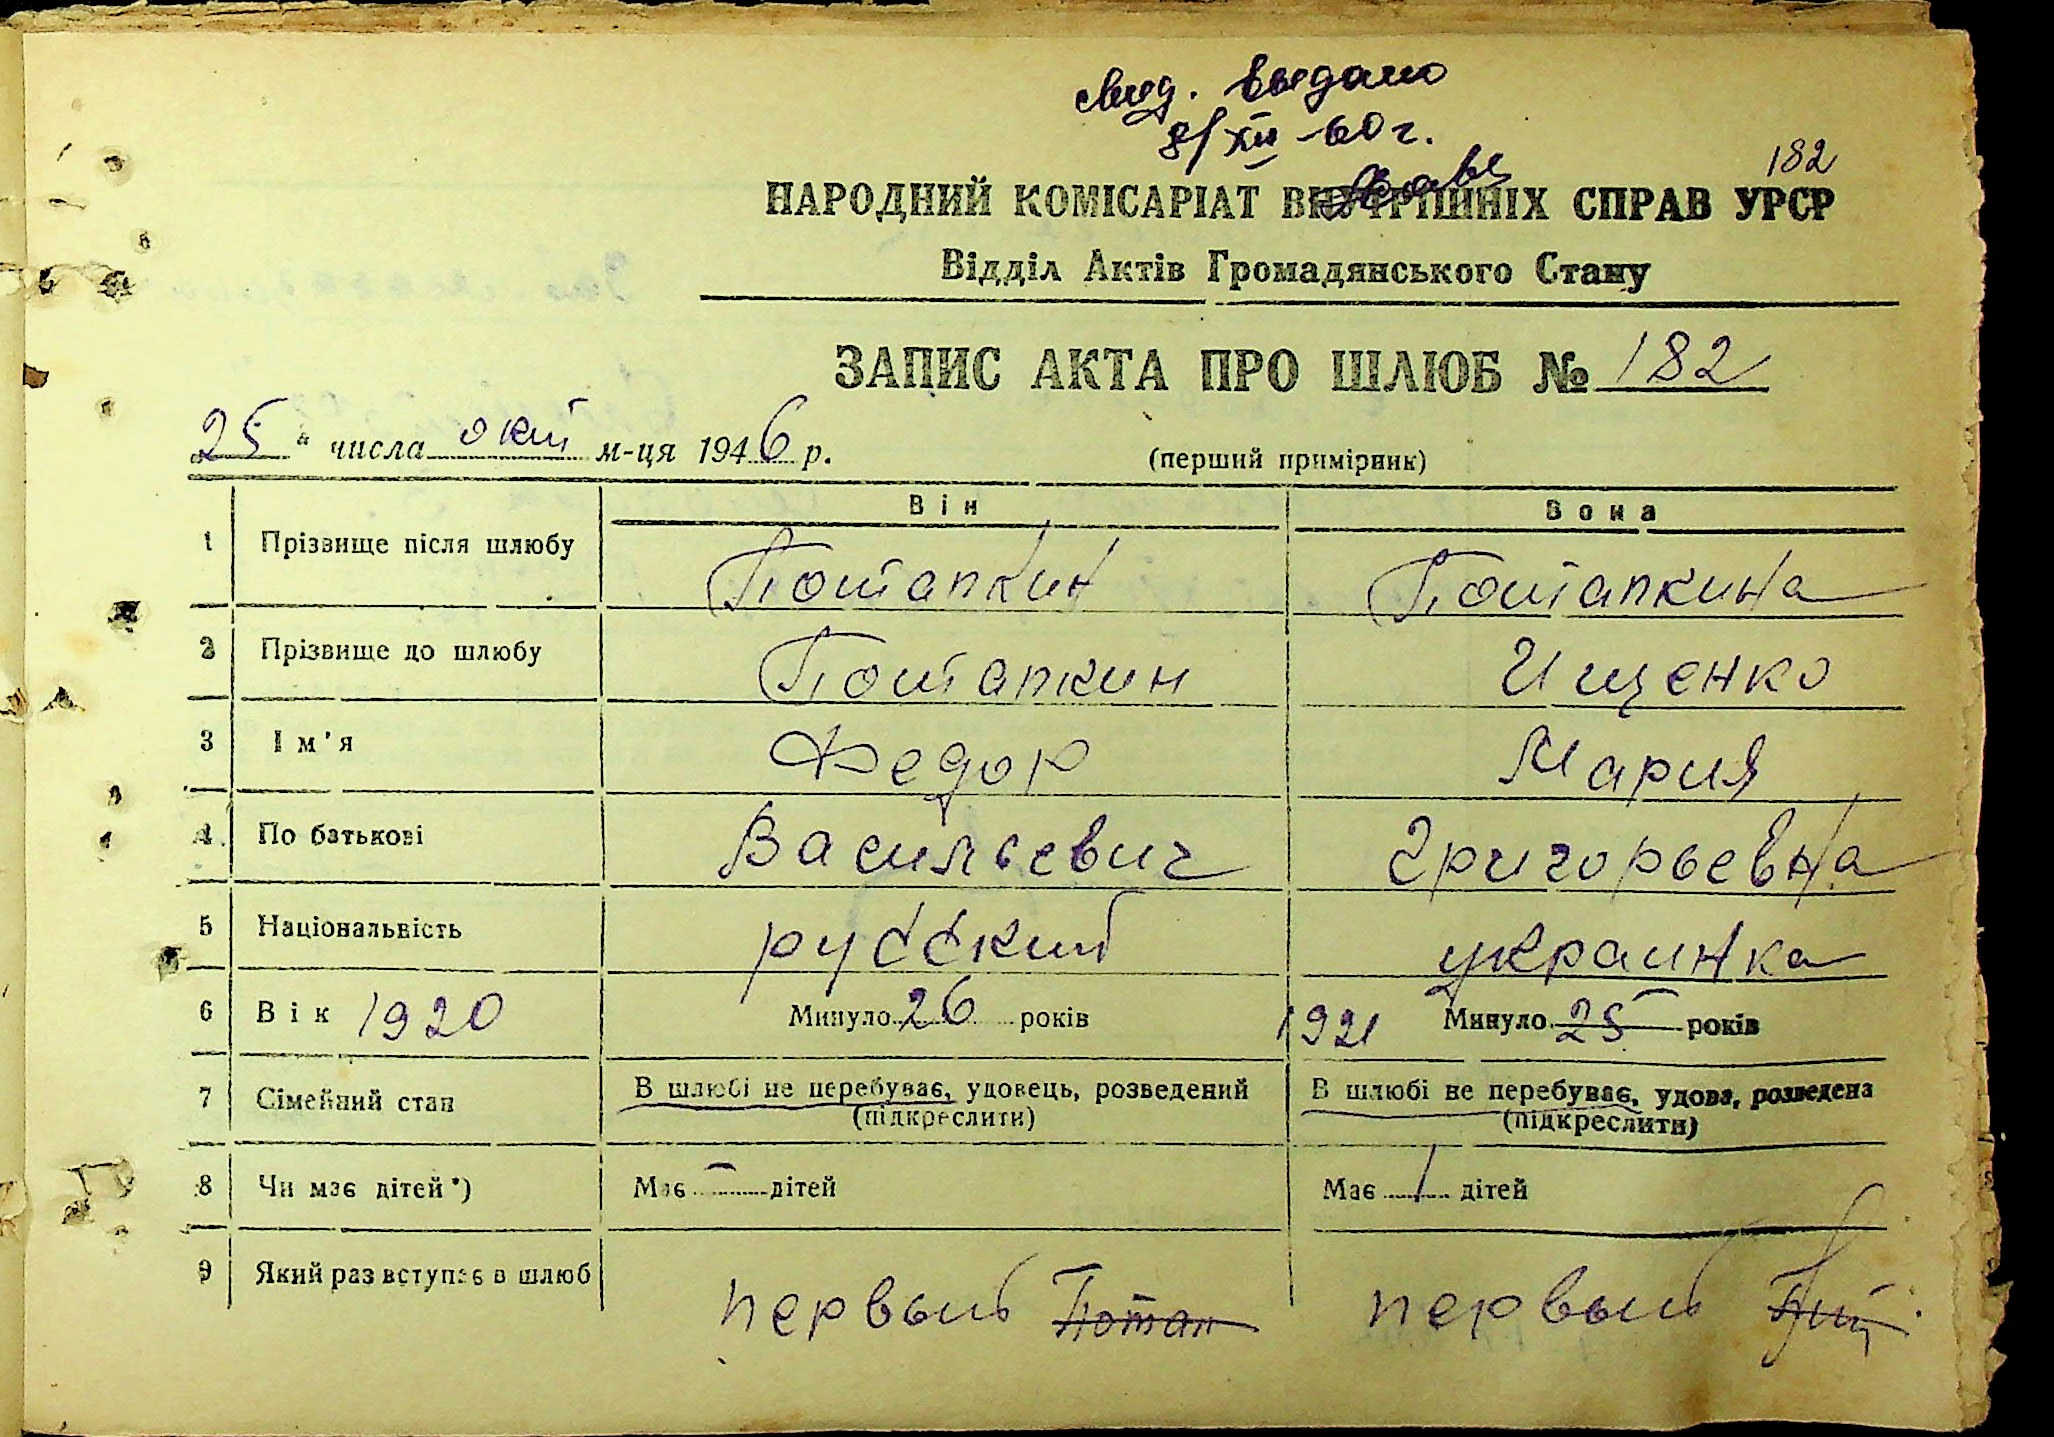 свид. выдано
8/XII-60 г.
182
НАРОДНИЙ КОМІСАРІАТ ВНУТРІШНІХ СПРАВ УРСР
Відділ Актів Громадянського Стану
ЗАПИС АКТА ПРО ШЛЮБ № 182
„25“ числа окт м-ця 1946 р. (перший примірник)
Він Вона
1 Прізвище після шлюбу Потапкин Потапкина
2 Прізвище до шлюбу Потапкин Ищенко
3 Ім'я Федор Мария
4 По батькові Васильевич Григорьевна
5 Національність русский украинка
6 Вік 1920 Минуло 26 років 1921 Минуло 25 років
7 Сімейний стан В шлюбі не перебуває, удовець, розведений В шлюбі не перебуває, удова, розведена
(підкреслити) (підкреслити)
8 Чи має дітей*) Має - дітей Має / дітей
9 Який раз вступає в шлюб первый Потап первый